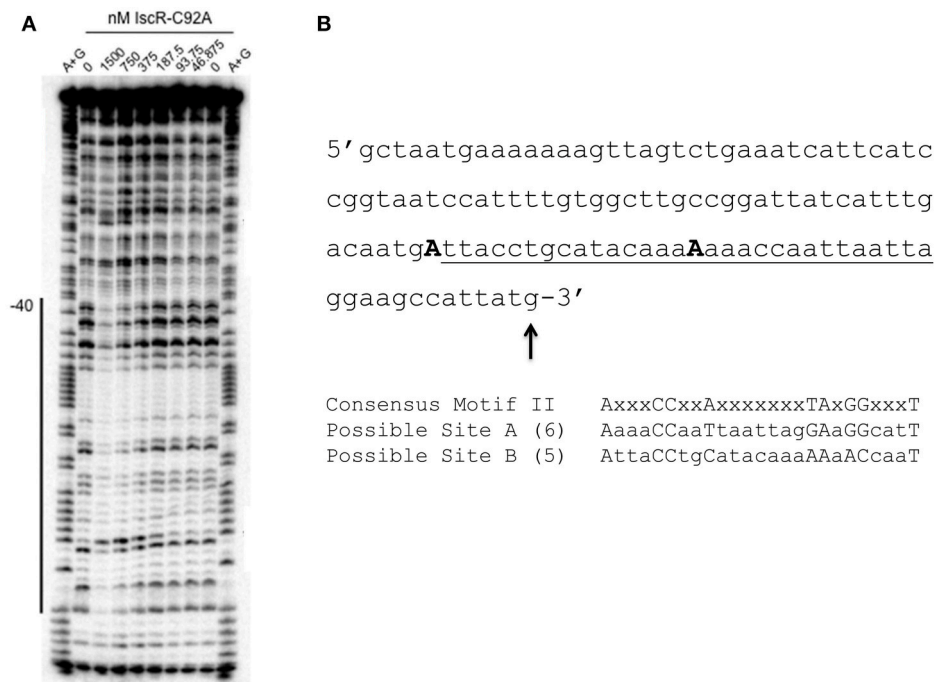 A
nM IscR-C92A
A+G 0 1500 750 375 187.5 93.75 46.875 0 A+G
-40
B
5’gctaatgaaaaaaagttagtctgaaatcattcatc
cggtaatccattttgtggcttgccggattatcatttg
acaatgAttacctgcatacaaaAaaaccaattaatta
ggaagccattatg-3’
Consensus Motif II AxxxCCxxAxxxxxxxTAxGGxxxT
Possible Site A (6) AaaaCCaaTtaattagGAaGGcatT
Possible Site B (5) AttaCCtgCatacaaaAAaACcaaT